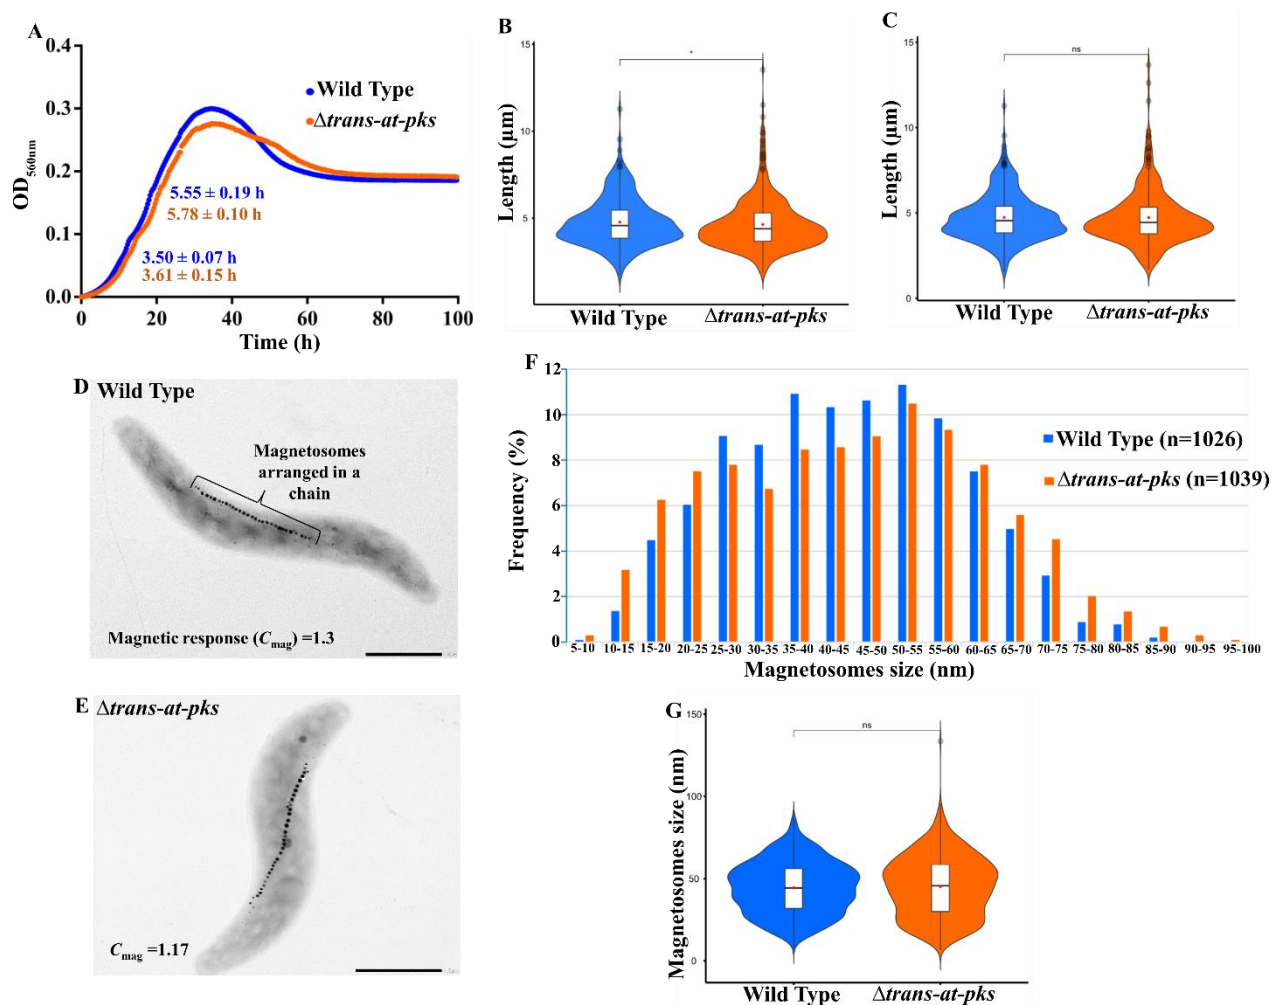 A
0.4
0.3
0.2
0.1
0.0
OD560nm
Wild Type
Δtrans-at-pks
5.55 ± 0.19 h
5.78 ± 0.10 h
3.50 ± 0.07 h
3.61 ± 0.15 h
0 20 40 60 80 100
Time (h)
B
15
10
5
Length (µm)
*
Wild Type Δtrans-at-pks
C
15
10
5
0
Length (µm)
ns
Wild Type Δtrans-at-pks
D Wild Type
Magnetosomes
arranged in a
chain
Magnetic response (Cmag) =1.3
E Δtrans-at-pks
Cmag =1.17
F
12
10
8
6
4
2
0
Frequency (%)
Wild Type (n=1026)
Δtrans-at-pks (n=1039)
5-10 10-15 15-20 20-25 25-30 30-35 35-40 40-45 45-50 50-55 55-60 60-65 65-70 70-75 75-80 80-85 85-90 90-95 95-100
Magnetosomes size (nm)
G
150
100
50
0
Magnetosomes size (nm)
ns
Wild Type Δtrans-at-pks